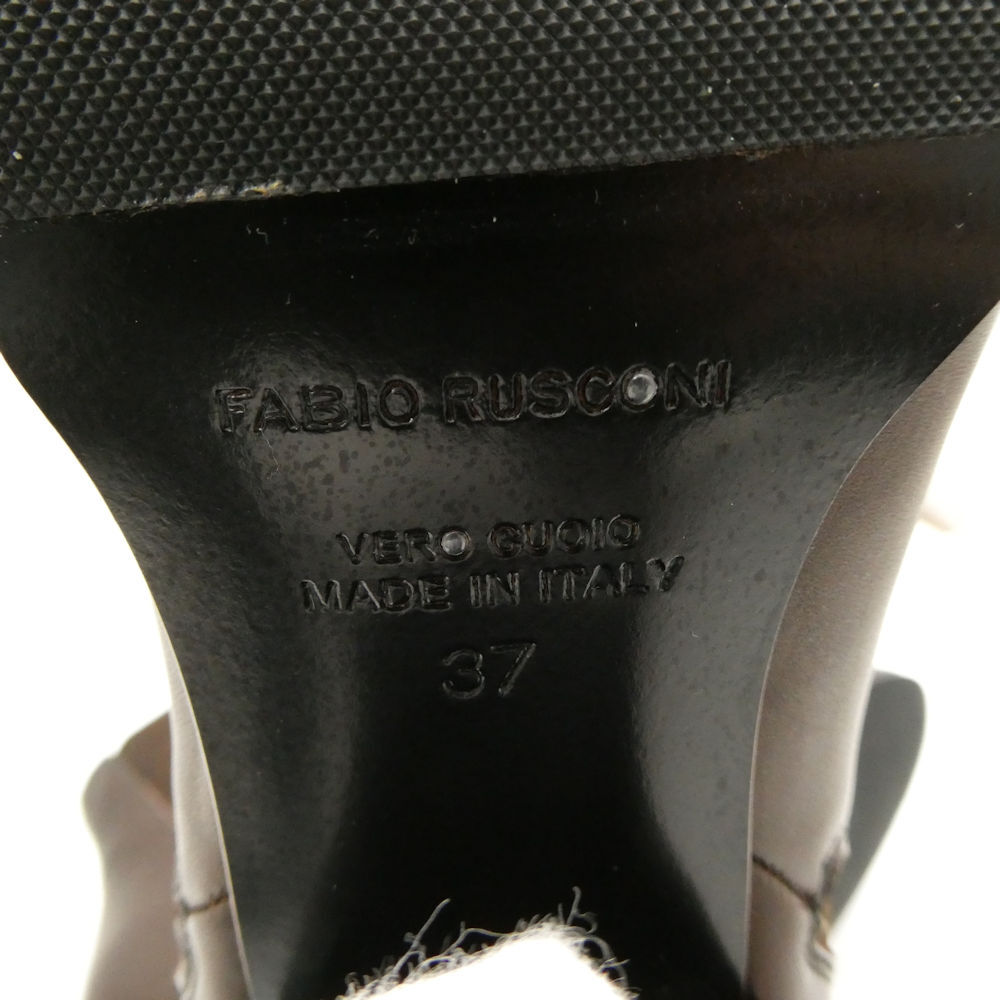 FABIO RUSCONI
VERO CUOIO
MADE IN ITALY
37